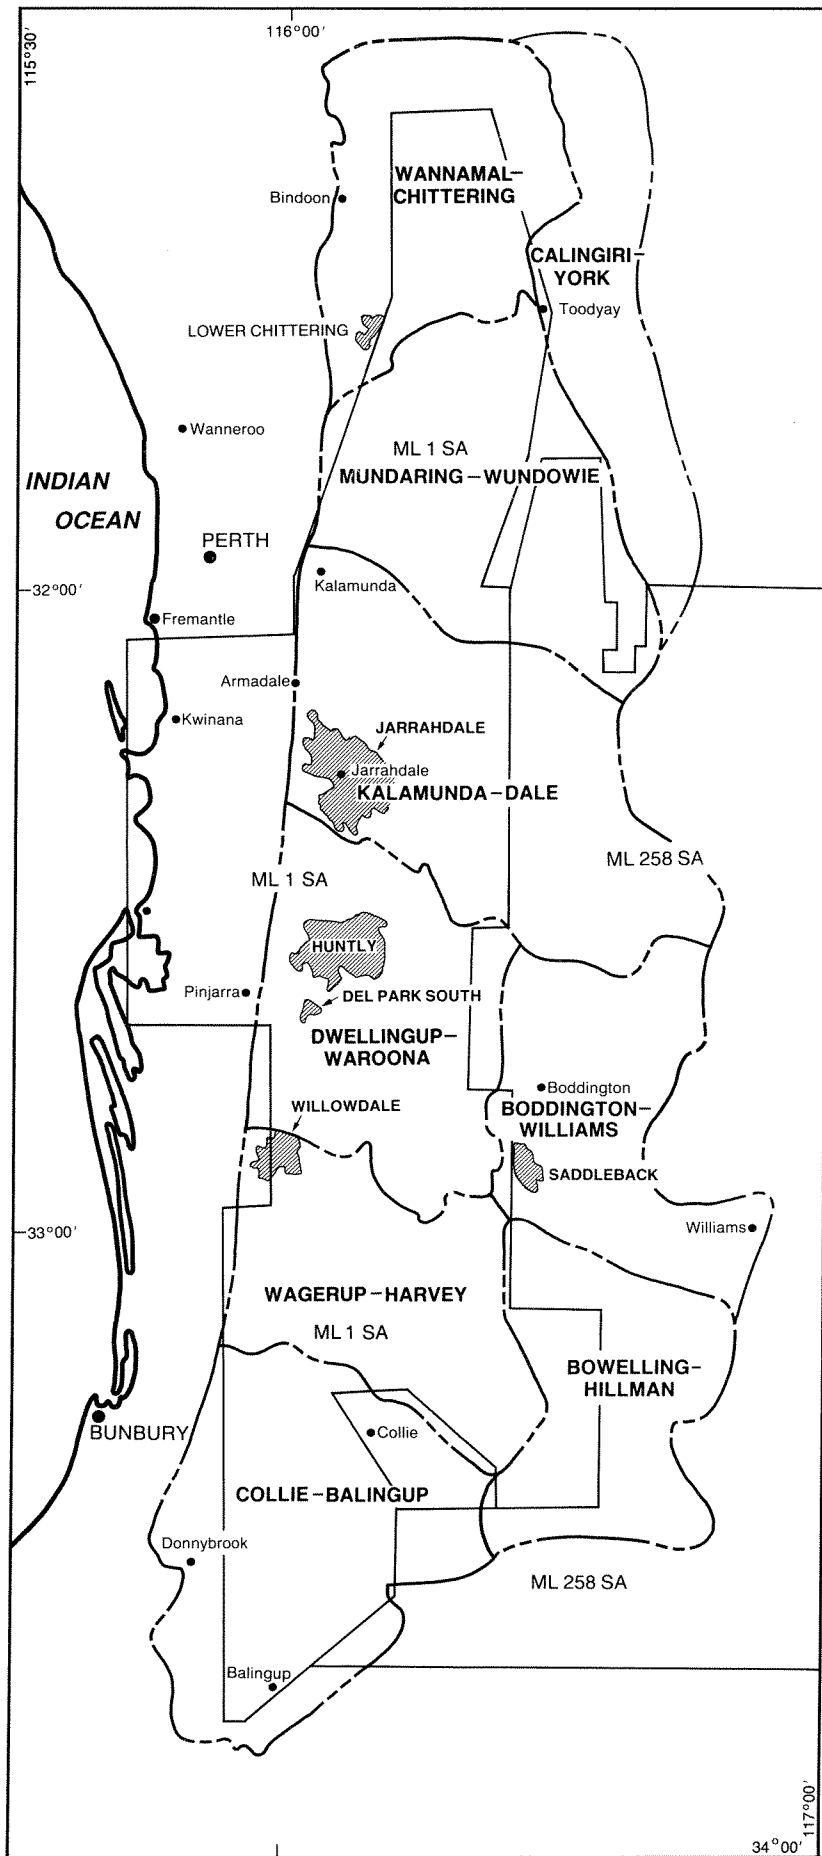 115°30′
116°00′
WANNAMAL–
CHITTERING
Bindoon
CALINGIRI–
YORK
Toodyay
LOWER CHITTERING
Wanneroo
ML 1 SA
MUNDARING–WUNDOWIE
INDIAN
OCEAN
PERTH
Kalamunda
32°00′
Fremantle
Armadale
Kwinana
JARRAHDALE
Jarrahdale
KALAMUNDA–DALE
ML 258 SA
ML 1 SA
HUNTLY
Pinjarra
DEL PARK SOUTH
DWELLINGUP–
WAROONA
Boddington
WILLOWDALE
BODDINGTON–
WILLIAMS
SADDLEBACK
33°00′
Williams
WAGERUP–HARVEY
ML 1 SA
BOWELLING–
HILLMAN
BUNBURY
Collie
COLLIE–BALINGUP
Donnybrook
ML 258 SA
Balingup
117°00′
34°00′